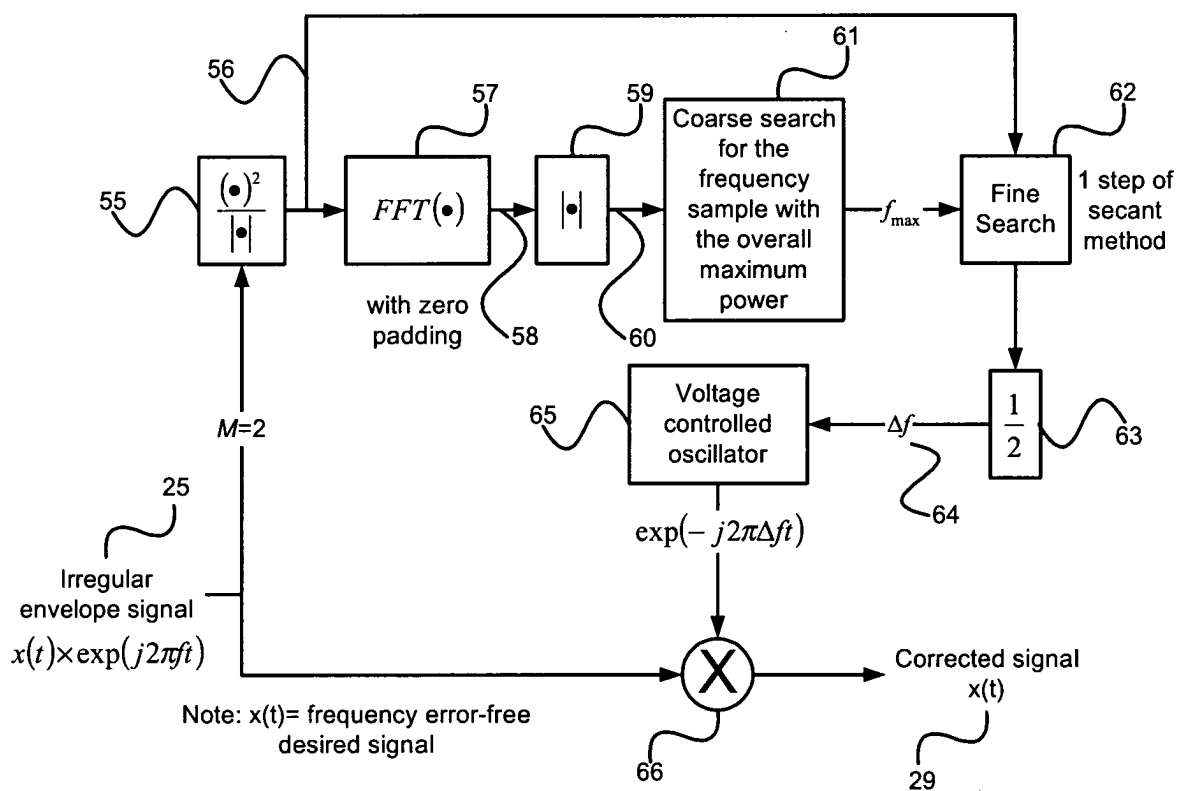 56
57
59
61
62
55
(•)²
|•|
FFT(•)
|•|
Coarse search
for the
frequency
sample with
the overall
maximum
power
f_max
Fine
Search
1 step of
secant
method
with zero
padding
58
60
M=2
65
Voltage
controlled
oscillator
Δf
1
2
63
64
exp(− j2πΔft)
25
Irregular
envelope signal
x(t)×exp(j2πft)
X
Corrected signal
x(t)
Note: x(t)= frequency error-free
desired signal
66
29